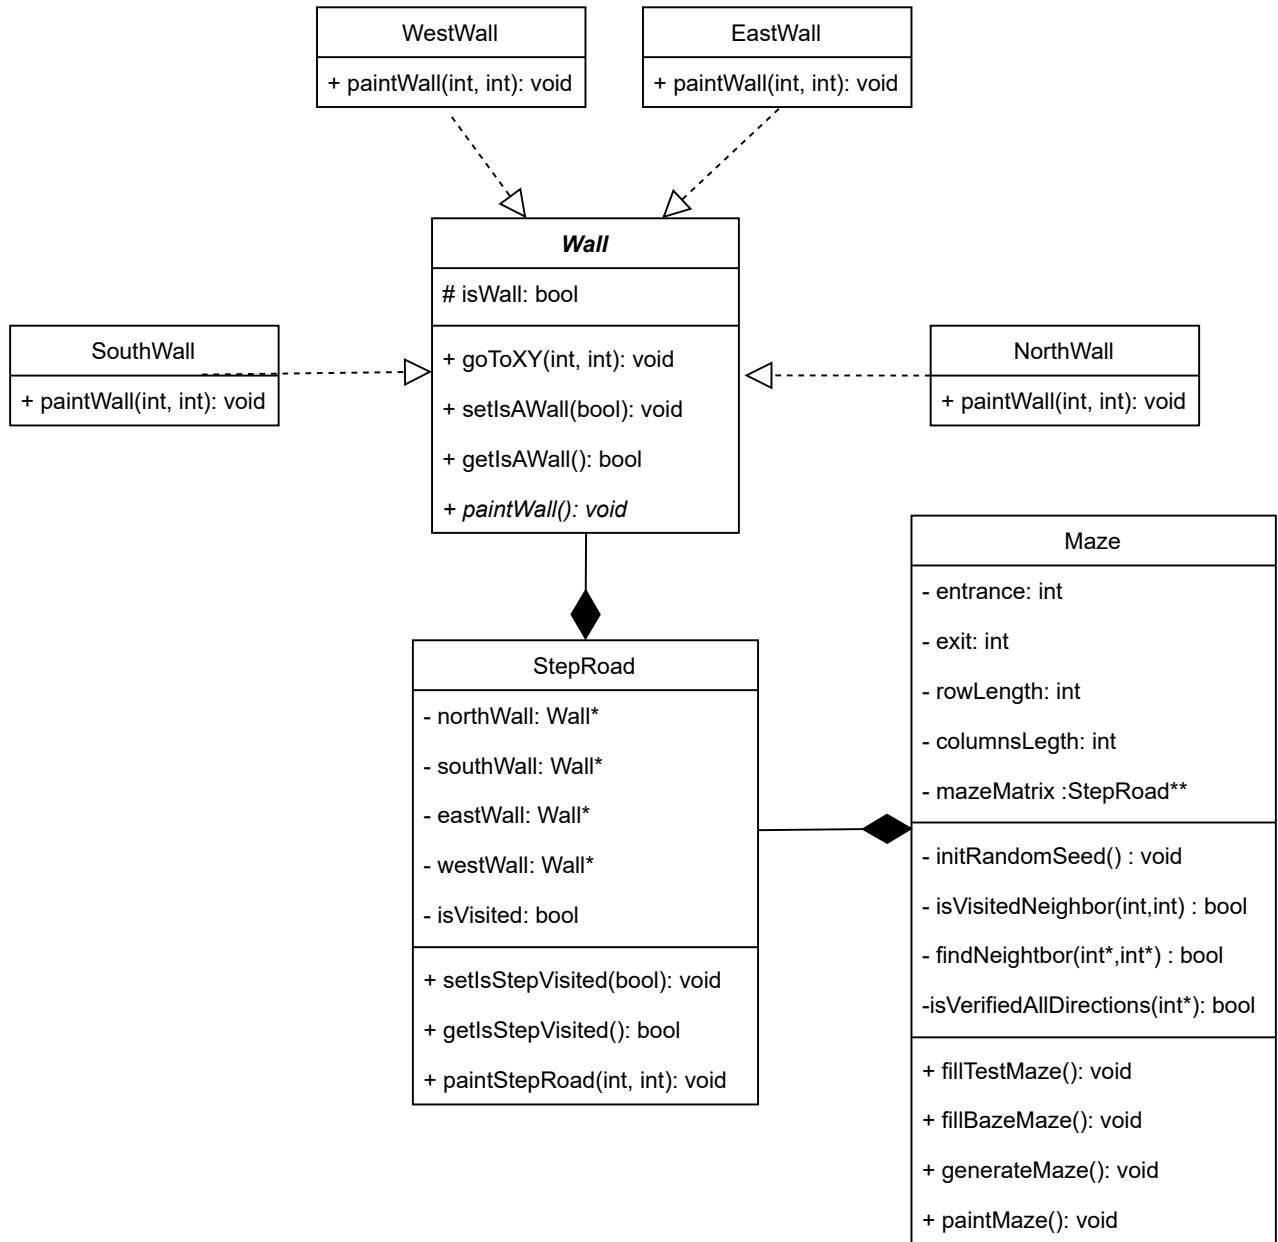 WestWall
+ paintWall(int, int): void
EastWall
+ paintWall(int, int): void
Wall
# isWall: bool
+ goToXY(int, int): void
+ setIsAWall(bool): void
+ getIsAWall(): bool
+ paintWall(): void
SouthWall
+ paintWall(int, int): void
NorthWall
+ paintWall(int, int): void
StepRoad
- northWall: Wall*
- southWall: Wall*
- eastWall: Wall*
- westWall: Wall*
- isVisited: bool
+ setIsStepVisited(bool): void
+ getIsStepVisited(): bool
+ paintStepRoad(int, int): void
Maze
- entrance: int
- exit: int
- rowLength: int
- columnsLegth: int
- mazeMatrix :StepRoad**
- initRandomSeed() : void
- isVisitedNeighbor(int,int) : bool
- findNeightbor(int*,int*) : bool
-isVerifiedAllDirections(int*): bool
+ fillTestMaze(): void
+ fillBazeMaze(): void
+ generateMaze(): void
+ paintMaze(): void